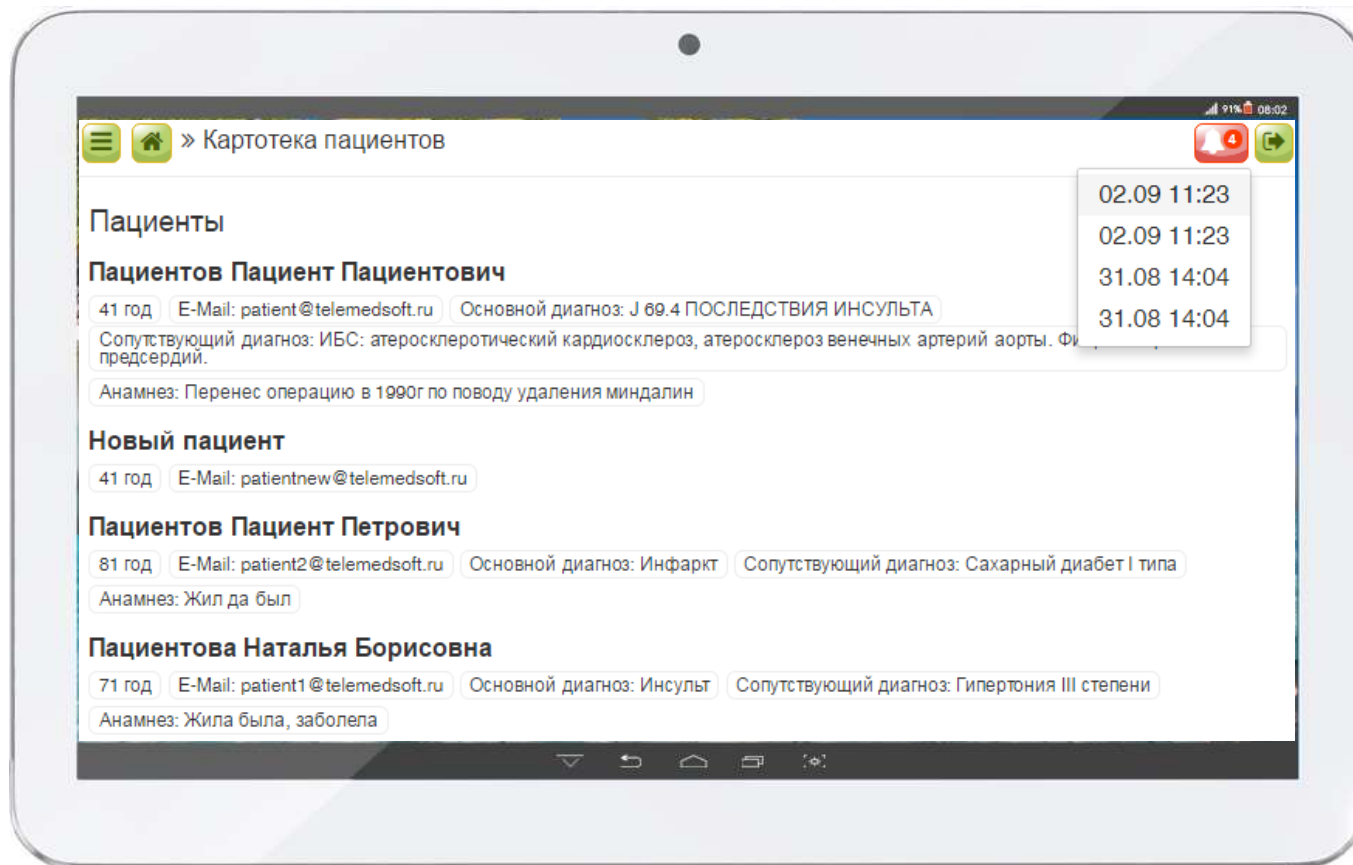 91% 08:02
» Картотека пациентов
4
02.09 11:23
02.09 11:23
31.08 14:04
31.08 14:04
Пациенты
Пациентов Пациент Пациентович
41 год E-Mail: patient@telemedsoft.ru Основной диагноз: J 69.4 ПОСЛЕДСТВИЯ ИНСУЛЬТА
Сопутствующий диагноз: ИБС: атеросклеротический кардиосклероз, атеросклероз венечных артерий аорты.
предсердий.
Анамнез: Перенес операцию в 1990г по поводу удаления миндалин
Новый пациент
41 год E-Mail: patientnew@telemedsoft.ru
Пациентов Пациент Петрович
81 год E-Mail: patient2@telemedsoft.ru Основной диагноз: Инфаркт Сопутствующий диагноз: Сахарный диабет I типа
Анамнез: Жил да был
Пациентова Наталья Борисовна
71 год E-Mail: patient1@telemedsoft.ru Основной диагноз: Инсульт Сопутствующий диагноз: Гипертония III степени
Анамнез: Жила была, заболела